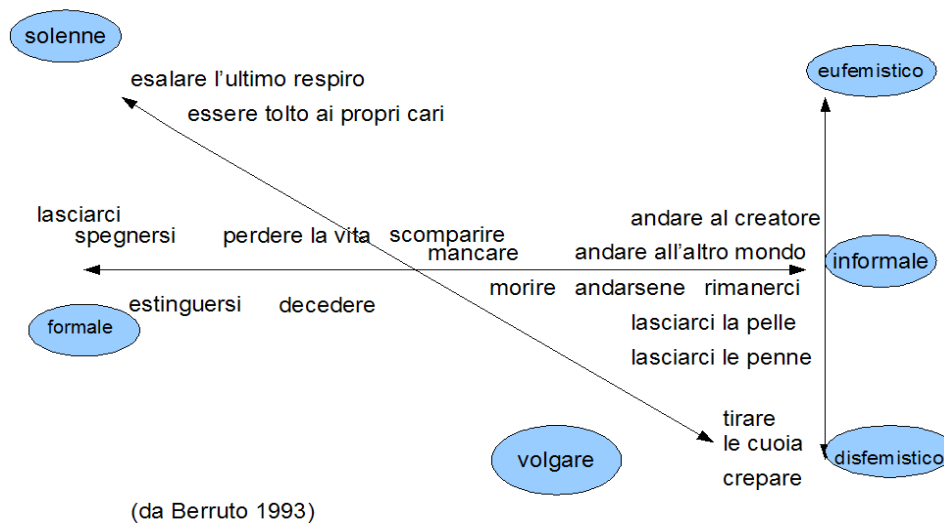 solenne
eufemistico
esalare l'ultimo respiro
essere tolto ai propri cari
lasciarci
spegnersi
perdere la vita
scomparire
mancare
andare al creatore
andare all'altro mondo
informale
morire
andarsene
rimanerci
estinguersi
decedere
formale
lasciarci la pelle
lasciarci le penne
tirare
le cuoia
crepare
volgare
disfemistico
(da Berruto 1993)